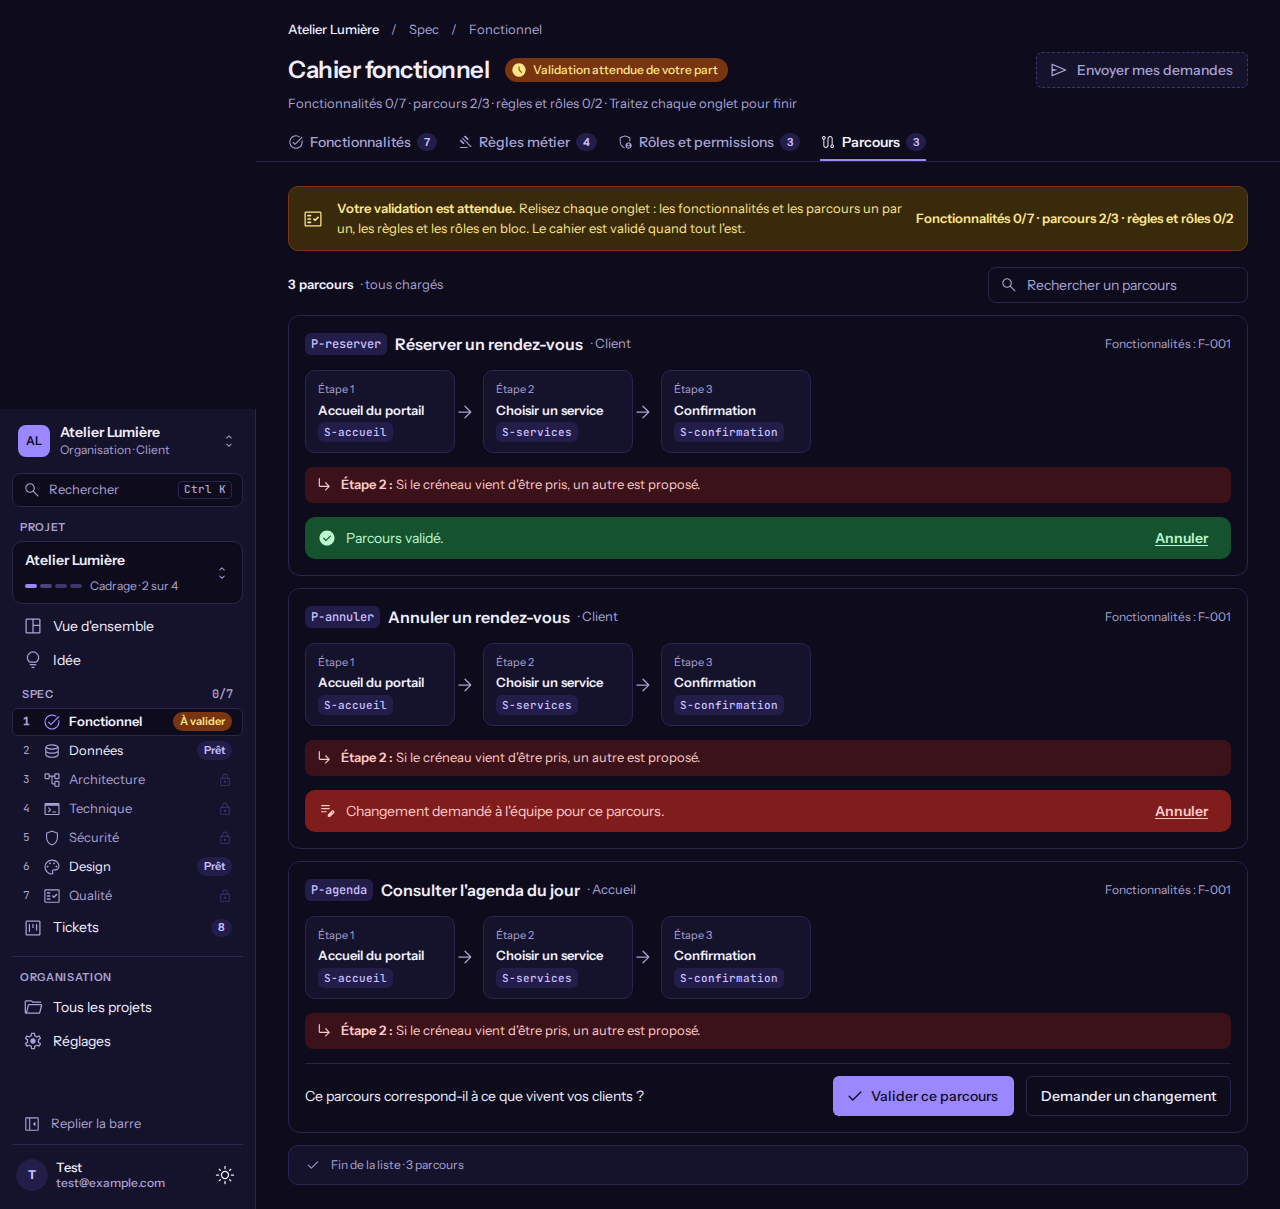 Atelier Lumière / Spec / Fonctionnel
Cahier fonctionnel
Validation attendue de votre part
Envoyer mes demandes
Fonctionnalités 0/7 · parcours 2/3 · règles et rôles 0/2 · Traitez chaque onglet pour finir
Fonctionnalités 7
Règles métier 4
Rôles et permissions 3
Parcours 3
Votre validation est attendue. Relisez chaque onglet : les fonctionnalités et les parcours un par
un, les règles et les rôles en bloc. Le cahier est validé quand tout l'est.
Fonctionnalités 0/7 · parcours 2/3 · règles et rôles 0/2
3 parcours · tous chargés
Rechercher un parcours
P-reserver Réserver un rendez-vous · Client
Fonctionnalités : F-001
Étape 1
Accueil du portail
S-accueil
Étape 2
Choisir un service
S-services
Étape 3
Confirmation
S-confirmation
Étape 2 : Si le créneau vient d'être pris, un autre est proposé.
Parcours validé.
Annuler
P-annuler Annuler un rendez-vous · Client
Fonctionnalités : F-001
Étape 1
Accueil du portail
S-accueil
Étape 2
Choisir un service
S-services
Étape 3
Confirmation
S-confirmation
Étape 2 : Si le créneau vient d'être pris, un autre est proposé.
Changement demandé à l'équipe pour ce parcours.
Annuler
P-agenda Consulter l'agenda du jour · Accueil
Fonctionnalités : F-001
Étape 1
Accueil du portail
S-accueil
Étape 2
Choisir un service
S-services
Étape 3
Confirmation
S-confirmation
Étape 2 : Si le créneau vient d'être pris, un autre est proposé.
Ce parcours correspond-il à ce que vivent vos clients ?
Valider ce parcours
Demander un changement
Fin de la liste · 3 parcours
AL
Atelier Lumière
Organisation · Client
Rechercher Ctrl K
PROJET
Atelier Lumière
Cadrage · 2 sur 4
Vue d'ensemble
Idée
SPEC 0/7
1 Fonctionnel À valider
2 Données Prêt
3 Architecture
4 Technique
5 Sécurité
6 Design Prêt
7 Qualité
Tickets 8
ORGANISATION
Tous les projets
Réglages
Replier la barre
T
Test
test@example.com